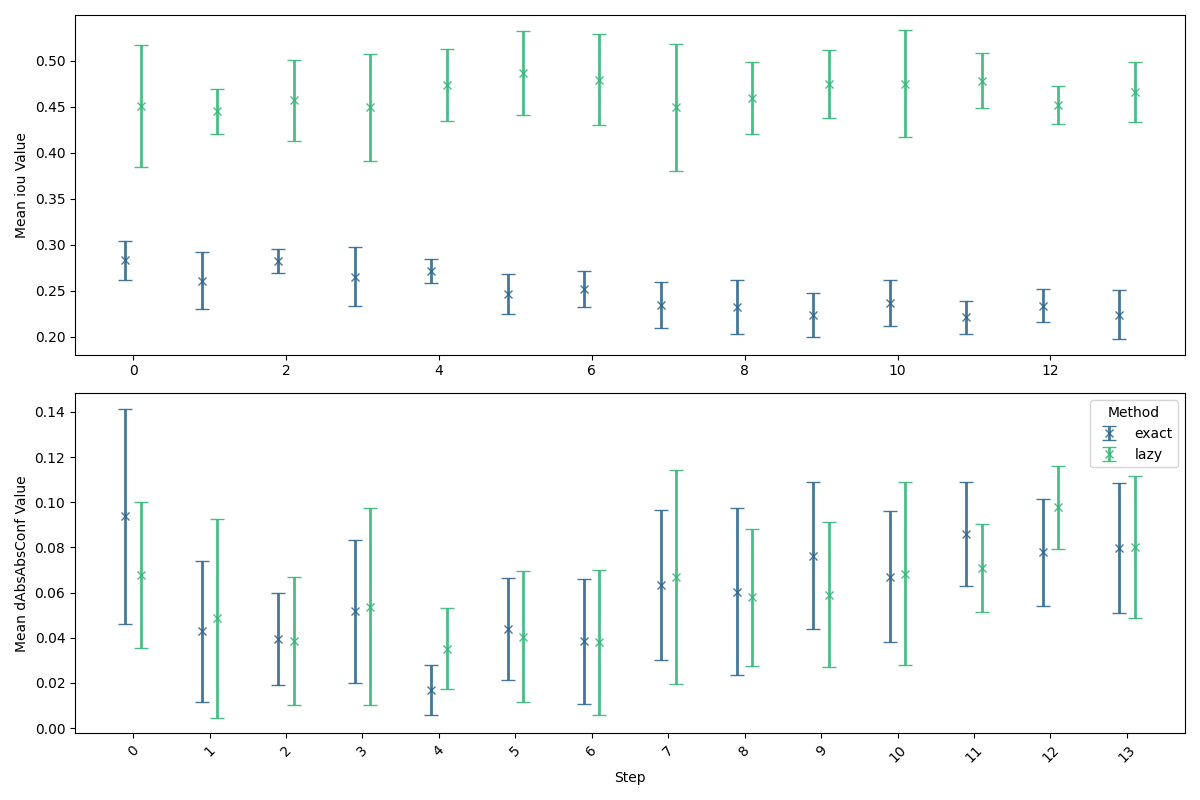 Mean iou Value
0.50
0.45
0.40
0.35
0.30
0.25
0.20
0 2 4 6 8 10 12
Mean dAbsAbsConf Value
0.14
0.12
0.10
0.08
0.06
0.04
0.02
0.00
Method
exact
lazy
0 1 2 3 4 5 6 7 8 9 10 11 12 13
Step